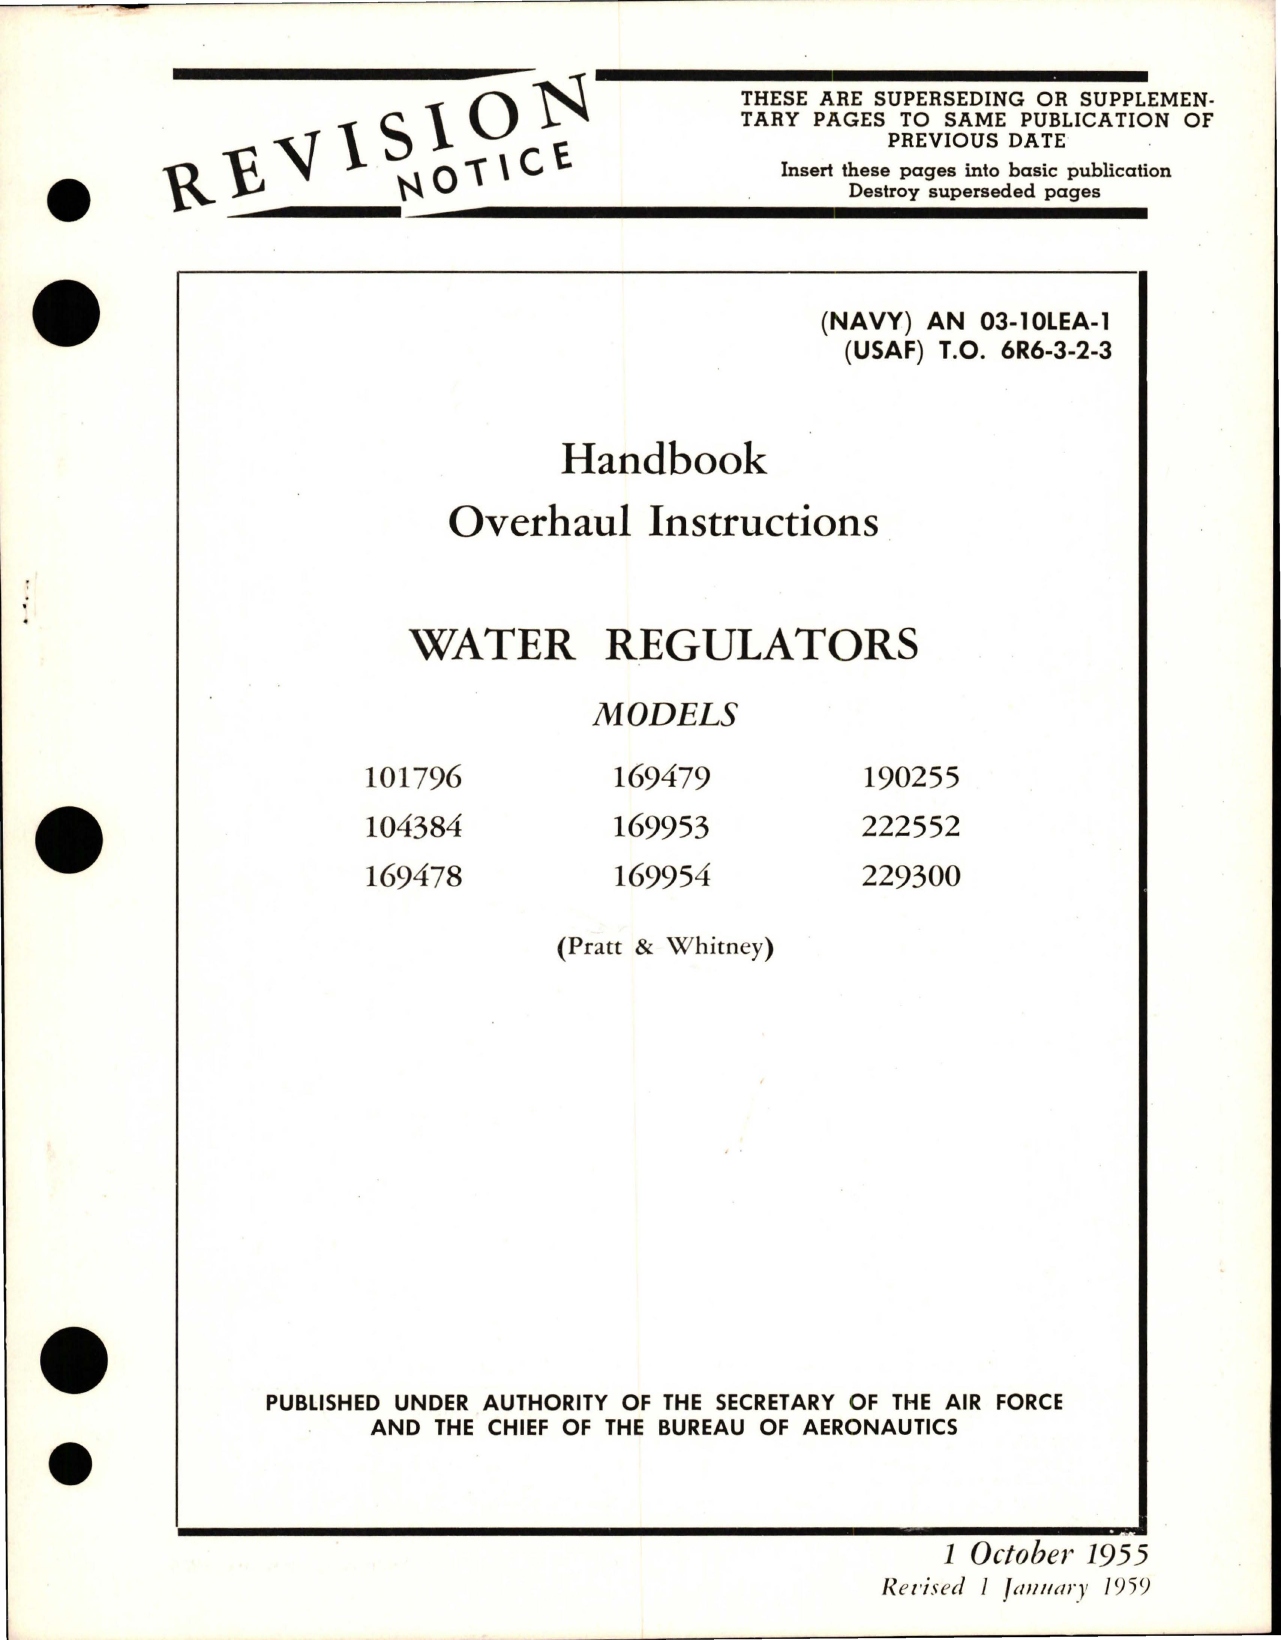 REVISION
NOTICE
THESE ARE SUPERSEDING OR SUPPLEMEN-
TARY PAGES TO SAME PUBLICATION OF
PREVIOUS DATE
Insert these pages into basic publication
Destroy superseded pages
(NAVY) AN 03-10LEA-1
(USAF) T.O. 6R6-3-2-3
Handbook
Overhaul Instructions
WATER REGULATORS
MODELS
101796 169479 190255
104384 169953 222552
169478 169954 229300
(Pratt & Whitney)
PUBLISHED UNDER AUTHORITY OF THE SECRETARY OF THE AIR FORCE
AND THE CHIEF OF THE BUREAU OF AERONAUTICS
1 October 1955
Revised 1 January 1959